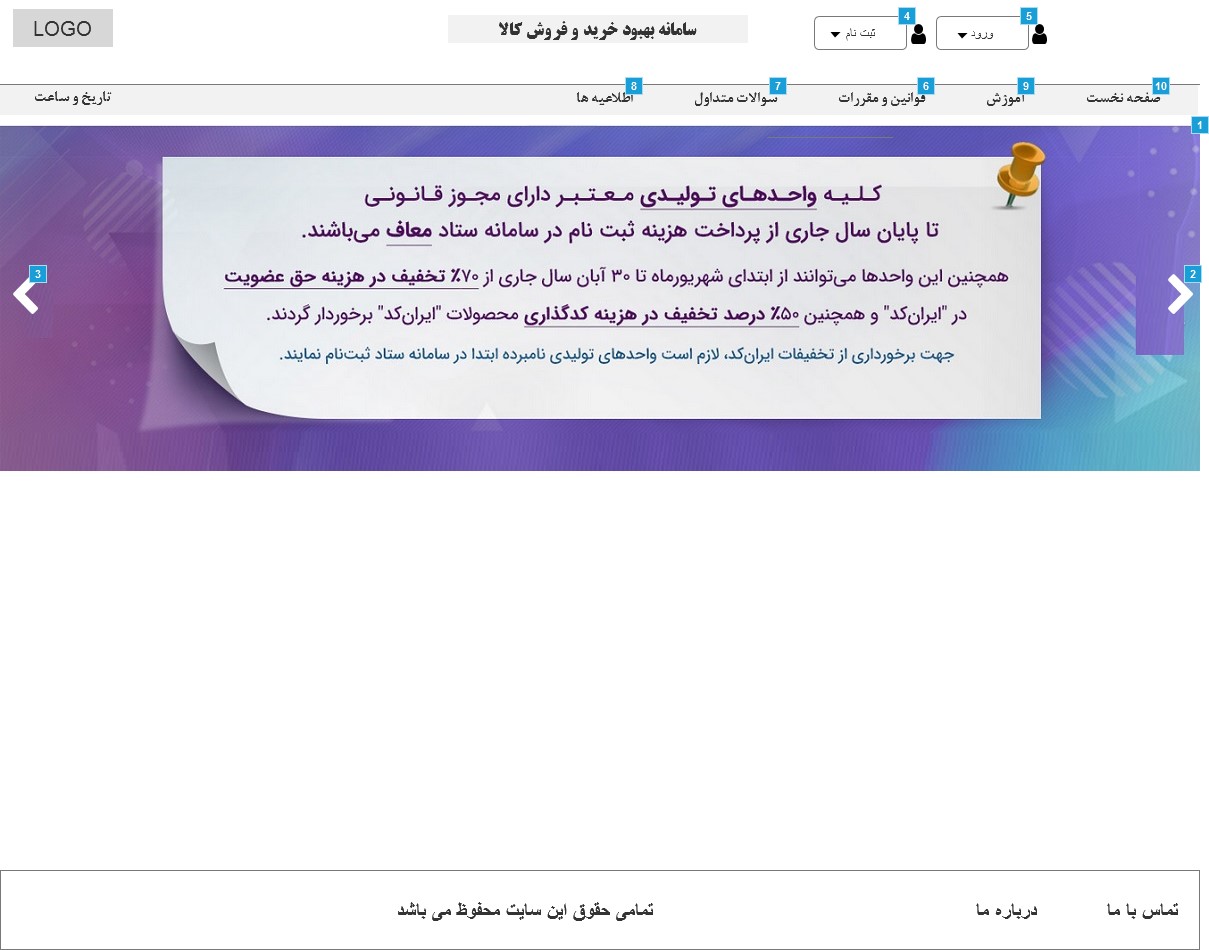 LOGO
سامانه بهبود خرید و فروش کالا
4
ثبت نام
5
ورود
10
صفحه نخست
9
آموزش
6
قوانین و مقررات
7
سوالات متداول
8
اطلاعیه ها
تاریخ و ساعت
1
کلیه واحدهای تولیدی معتبر دارای مجوز قانونی
تا پایان سال جاری از پرداخت هزینه ثبت نام در سامانه ستاد معاف می‌باشند.
همچنین این واحدها می‌توانند از ابتدای شهریورماه تا ۳۰ آبان سال جاری از ۷۰٪ تخفیف در هزینه حق عضویت
در "ایران‌کد" و همچنین ۵۰٪ درصد تخفیف در هزینه کدگذاری محصولات "ایران‌کد" برخوردار گردند.
جهت برخورداری از تخفیفات ایران‌کد، لازم است واحدهای تولیدی نامبرده ابتدا در سامانه ستاد ثبت‌نام نمایند.
2
3
تماس با ما
درباره ما
تمامی حقوق این سایت محفوظ می باشد